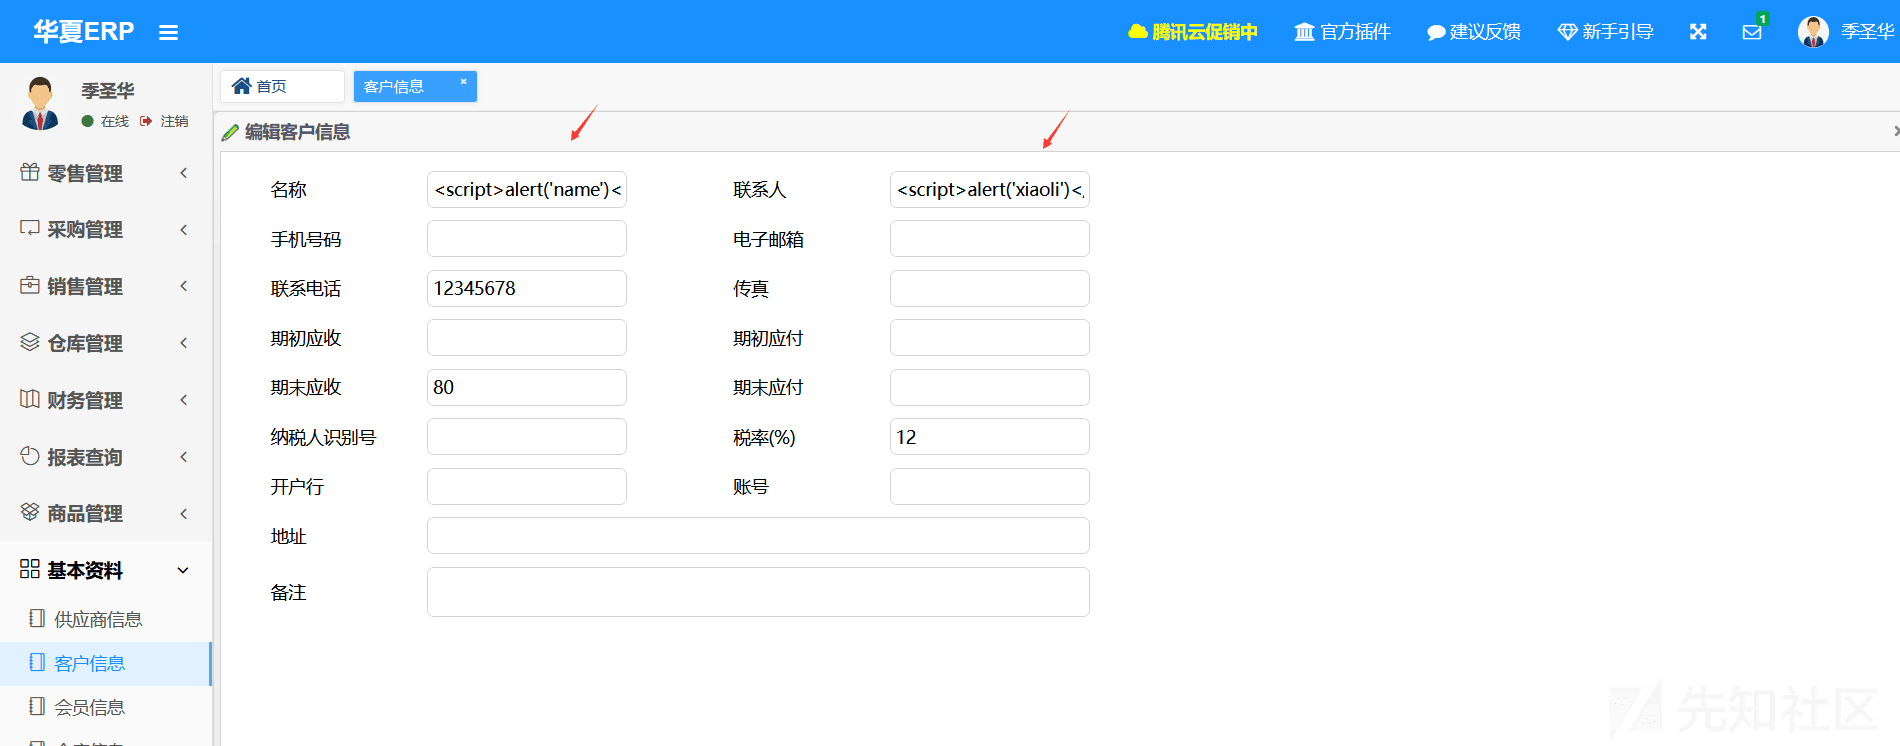 华夏ERP
腾讯云促销中 官方插件 建议反馈 新手引导 1 季圣华
季圣华
在线 注销
首页 客户信息
编辑客户信息
零售管理
采购管理
销售管理
仓库管理
财务管理
报表查询
商品管理
基本资料
供应商信息
客户信息
会员信息
名称 <script>alert('name')< 联系人 <script>alert('xiaoli')<
手机号码 电子邮箱
联系电话 12345678 传真
期初应收 期初应付
期末应收 80 期末应付
纳税人识别号 税率(%) 12
开户行 账号
地址
备注
先知社区